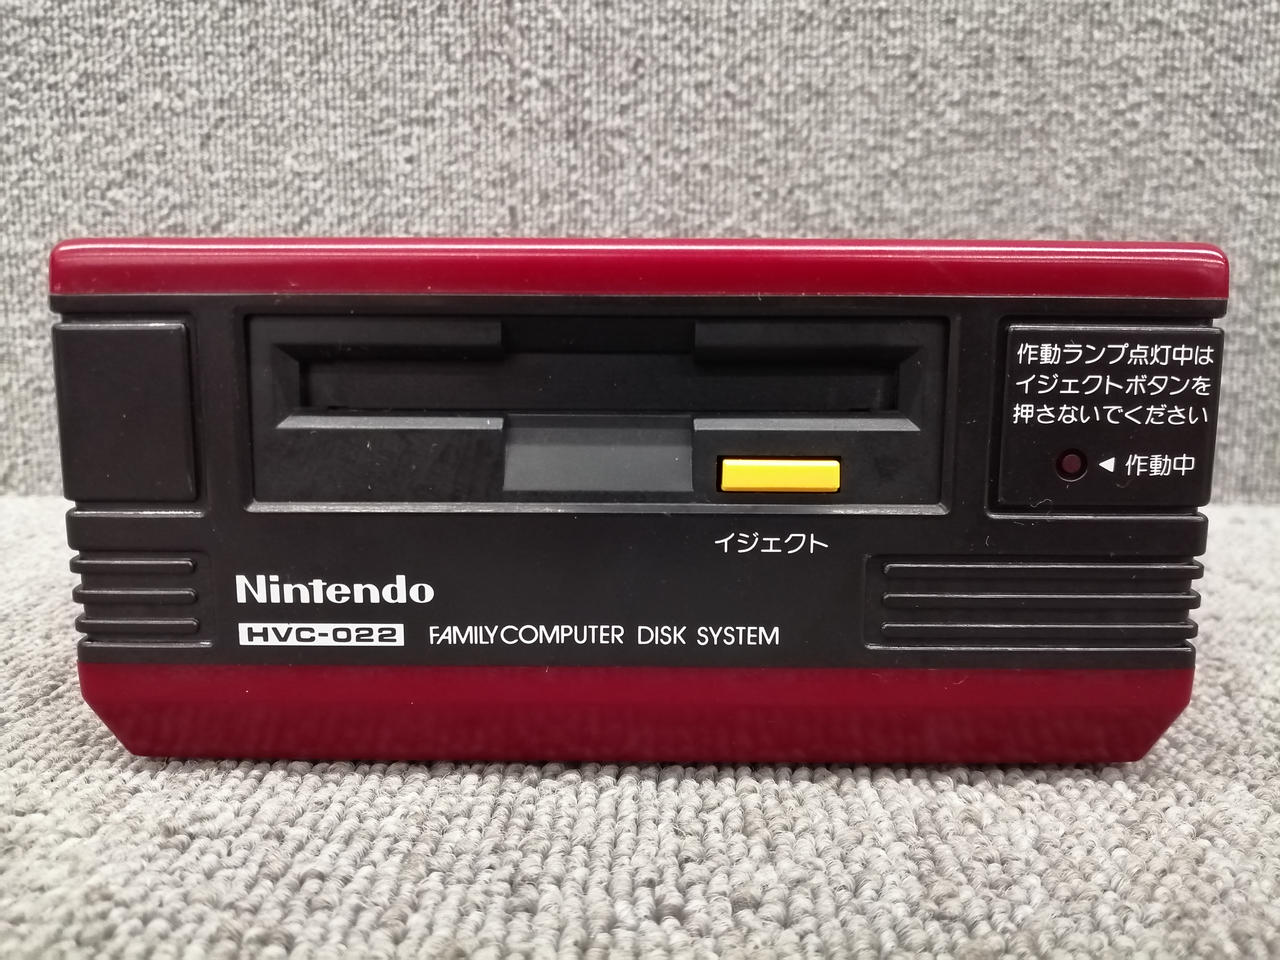 作動ランプ点灯中は
イジェクトボタンを
押さないでください
◀ 作動中
イジェクト
Nintendo
HVC-022 FAMILY COMPUTER DISK SYSTEM